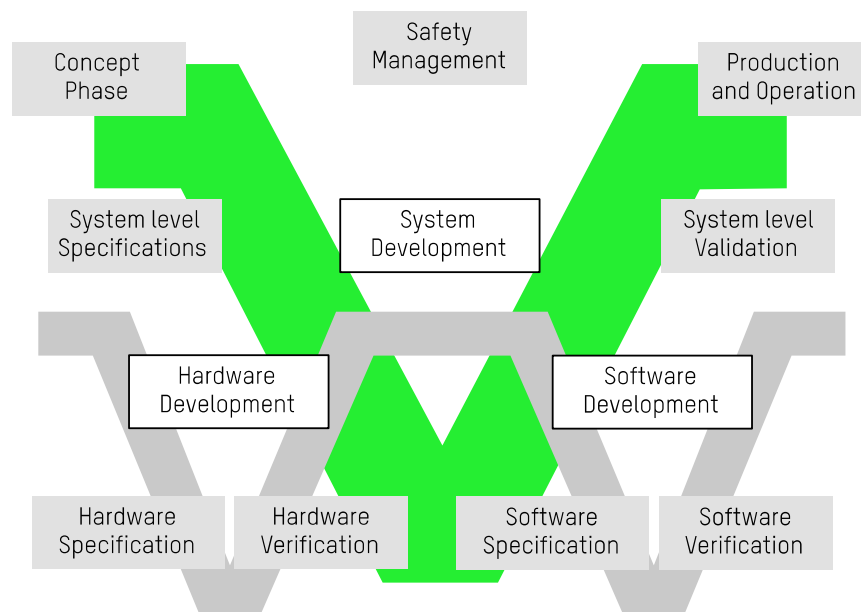 Safety
Management
Concept
Phase
Production
and Operation
System level
Specifications
System
Development
System level
Validation
Hardware
Development
Software
Development
Hardware
Specification
Hardware
Verification
Software
Specification
Software
Verification